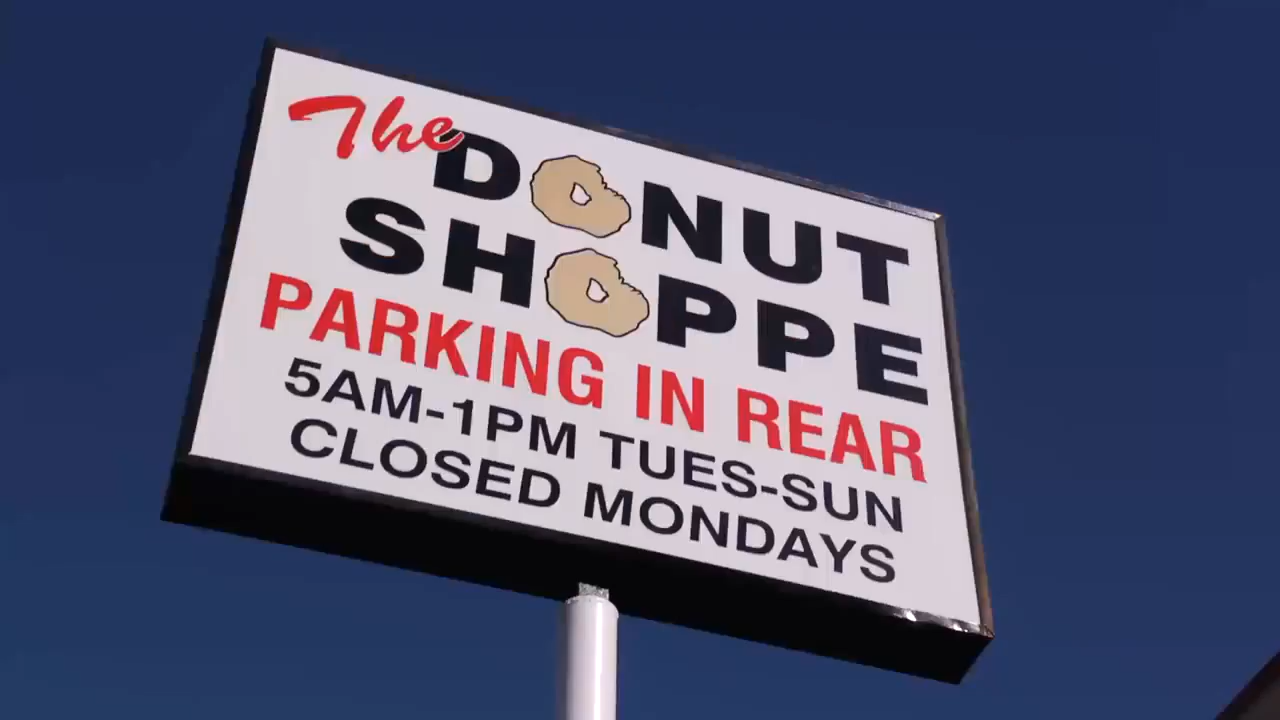 The DONUT
SHOPPE
PARKING IN REAR
5AM-1PM TUES-SUN
CLOSED MONDAYS